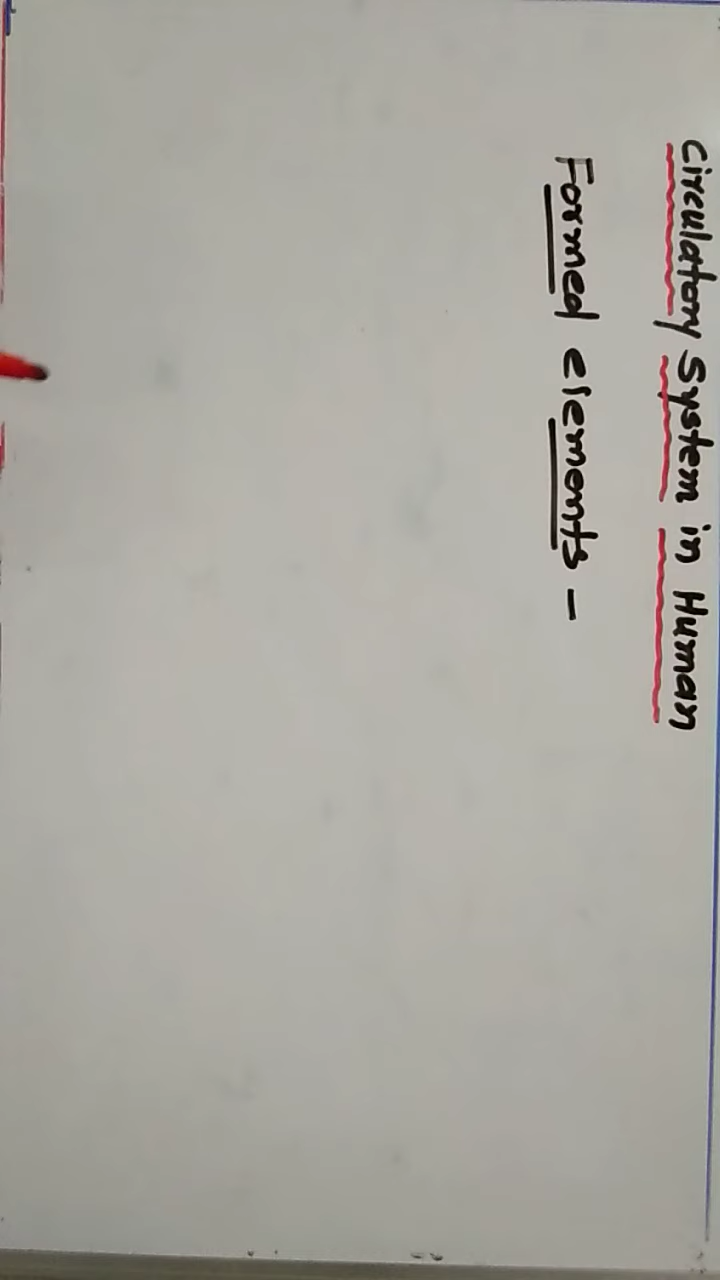 Circulatory System in Human
Formed elements -